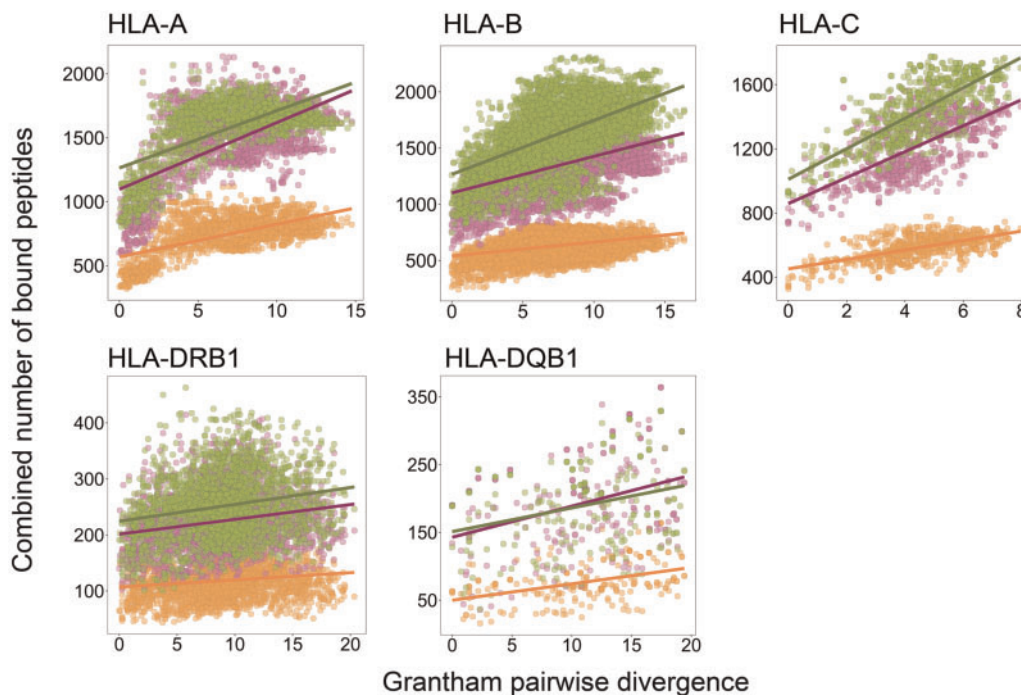 HLA-A
HLA-B
HLA-C
2000
1500
1000
500
0 5 10 15
2000
1500
1000
500
0 5 10 15
1600
1200
800
400
0 2 4 6 8
Combined number of bound peptides
HLA-DRB1
HLA-DQB1
400
300
200
100
0 5 10 15 20
350
250
150
50
0 5 10 15 20
Grantham pairwise divergence